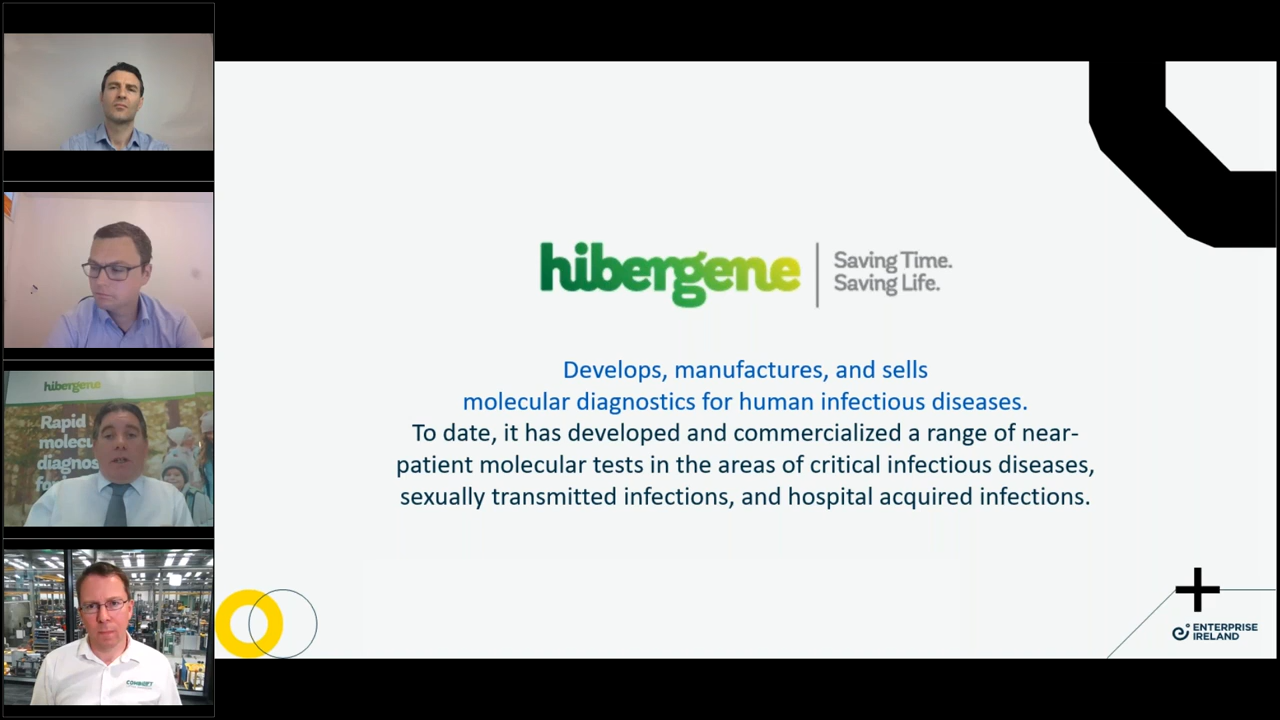 hibergene
Saving Time.
Saving Life.
Develops, manufactures, and sells
molecular diagnostics for human infectious diseases.
To date, it has developed and commercialized a range of near-
patient molecular tests in the areas of critical infectious diseases,
sexually transmitted infections, and hospital acquired infections.
ENTERPRISE
IRELAND
hibergene
Rapid
molecu
diagnos
fo
COMBILIFT